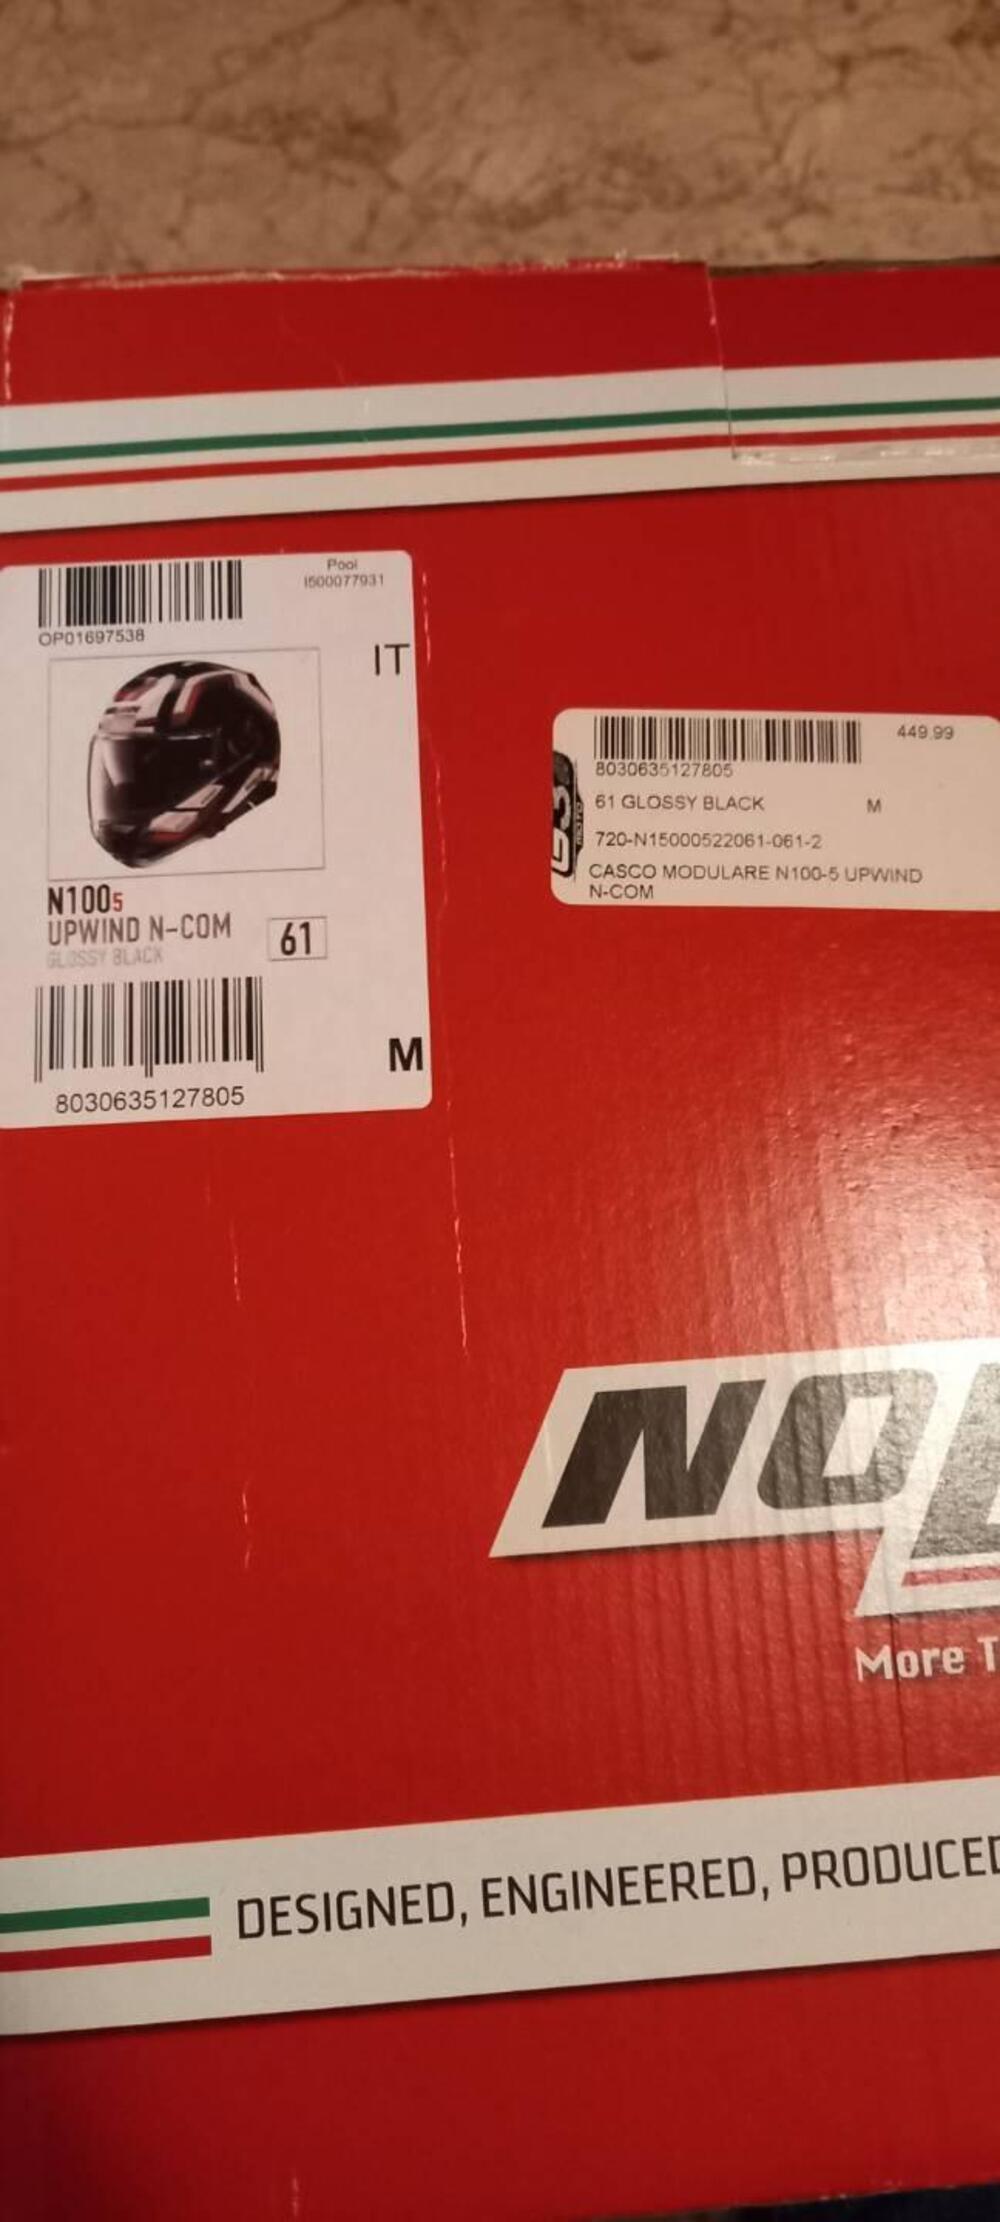 Pool
I500077931
OP01697538
IT
N1005
UPWIND N-COM
GLOSSY BLACK
61
M
8030635127805
449.99
8030635127805
61 GLOSSY BLACK M
720-N15000522061-061-2
CASCO MODULARE N100-5 UPWIND
N-COM
NOL
More T
DESIGNED, ENGINEERED, PRODUCED